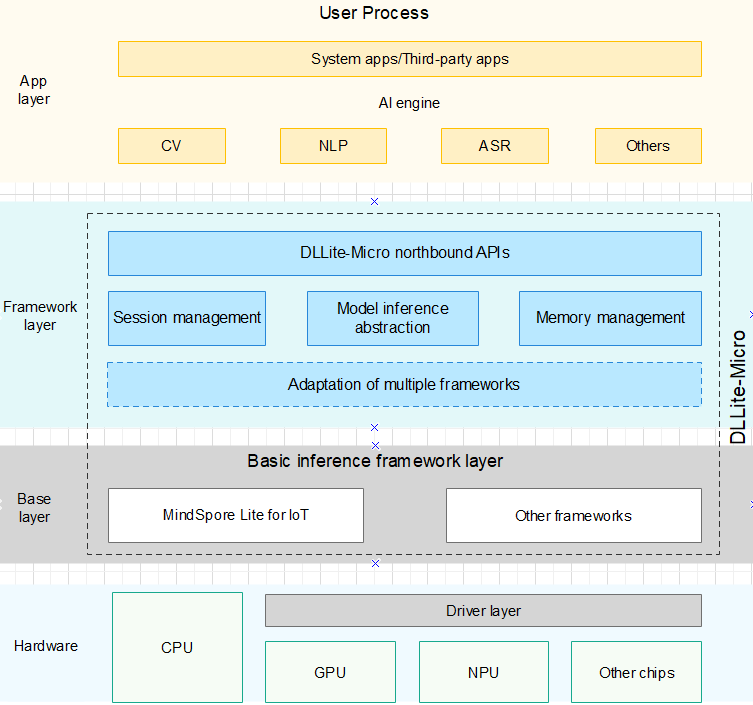 User Process
System apps/Third-party apps
App
layer
AI engine
CV
NLP
ASR
Others
DLLite-Micro northbound APIs
Framework
layer
Session management
Model inference
abstraction
Memory management
Adaptation of multiple frameworks
DLLite-Micro
Basic inference framework layer
Base
layer
MindSpore Lite for IoT
Other frameworks
Hardware
CPU
Driver layer
GPU
NPU
Other chips